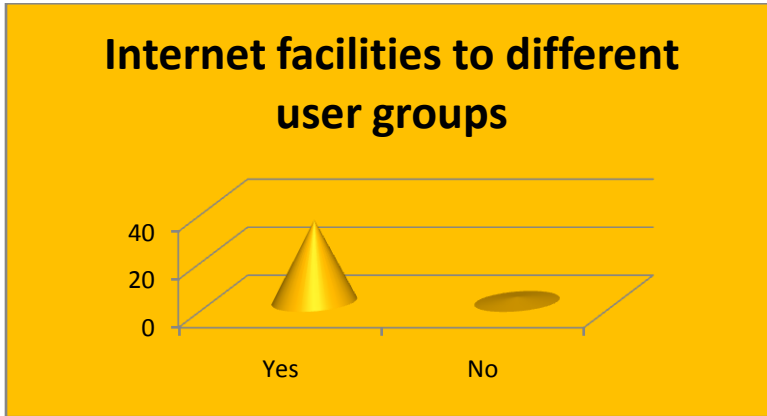 Internet facilities to different
user groups
40
20
0
Yes No